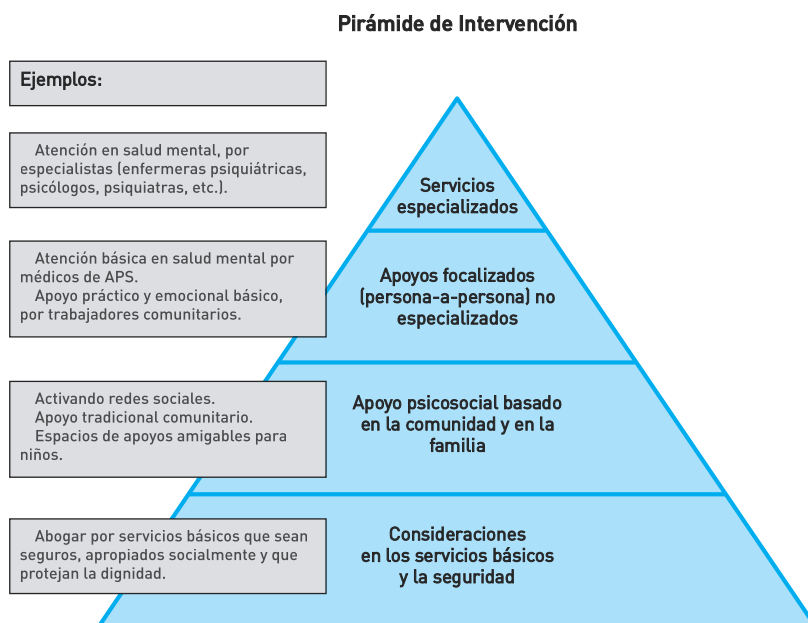 Pirámide de Intervención
Ejemplos:
Atención en salud mental, por
especialistas (enfermeras psiquiátricas,
psicólogos, psiquiatras, etc.).
Servicios
especializados
Atención básica en salud mental por
médicos de APS.
Apoyo práctico y emocional básico,
por trabajadores comunitarios.
Apoyos focalizados
(persona-a-persona) no
especializados
Activando redes sociales.
Apoyo tradicional comunitario.
Espacios de apoyos amigables para
niños.
Apoyo psicosocial basado
en la comunidad y en la
familia
Abogar por servicios básicos que sean
seguros, apropiados socialmente y que
protejan la dignidad.
Consideraciones
en los servicios básicos
y la seguridad